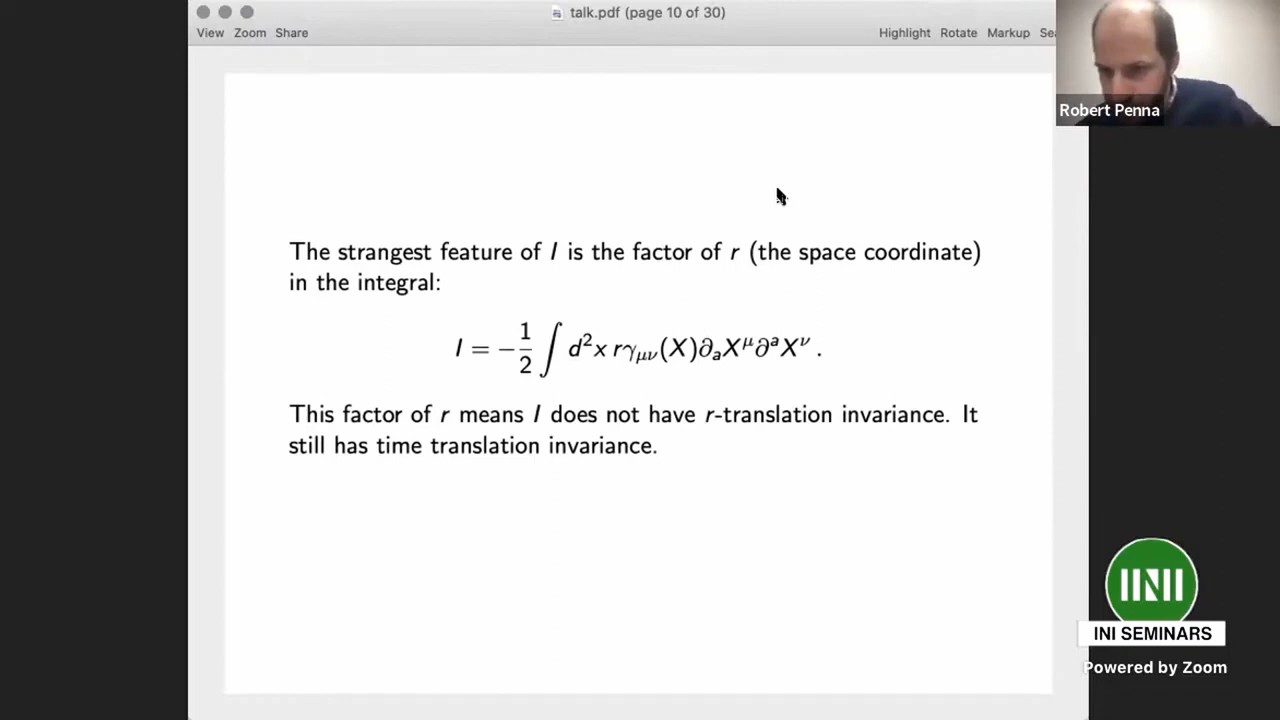 talk.pdf (page 10 of 30)
View Zoom Share
Highlight Rotate Markup
Robert Penna
The strangest feature of I is the factor of r (the space coordinate)
in the integral:
I = −1/2 ∫ d²x rγ_μν(X)∂_aX^μ∂^aX^ν .
This factor of r means I does not have r-translation invariance. It
still has time translation invariance.
INI SEMINARS
Powered by Zoom